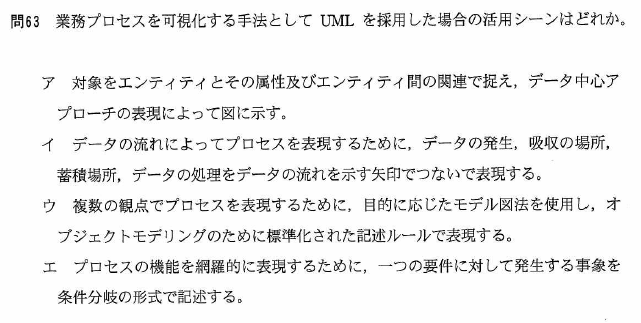 問63 業務プロセスを可視化する手法として UML を採用した場合の活用シーンはどれか。
ア 対象をエンティティとその属性及びエンティティ間の関連で捉え，データ中心ア
プローチの表現によって図に示す。
イ データの流れによってプロセスを表現するために，データの発生，吸収の場所，
蓄積場所，データの処理をデータの流れを示す矢印でつないで表現する。
ウ 複数の観点でプロセスを表現するために，目的に応じたモデル図法を使用し，オ
ブジェクトモデリングのために標準化された記述ルールで表現する。
エ プロセスの機能を網羅的に表現するために，一つの要件に対して発生する事象を
条件分岐の形式で記述する。